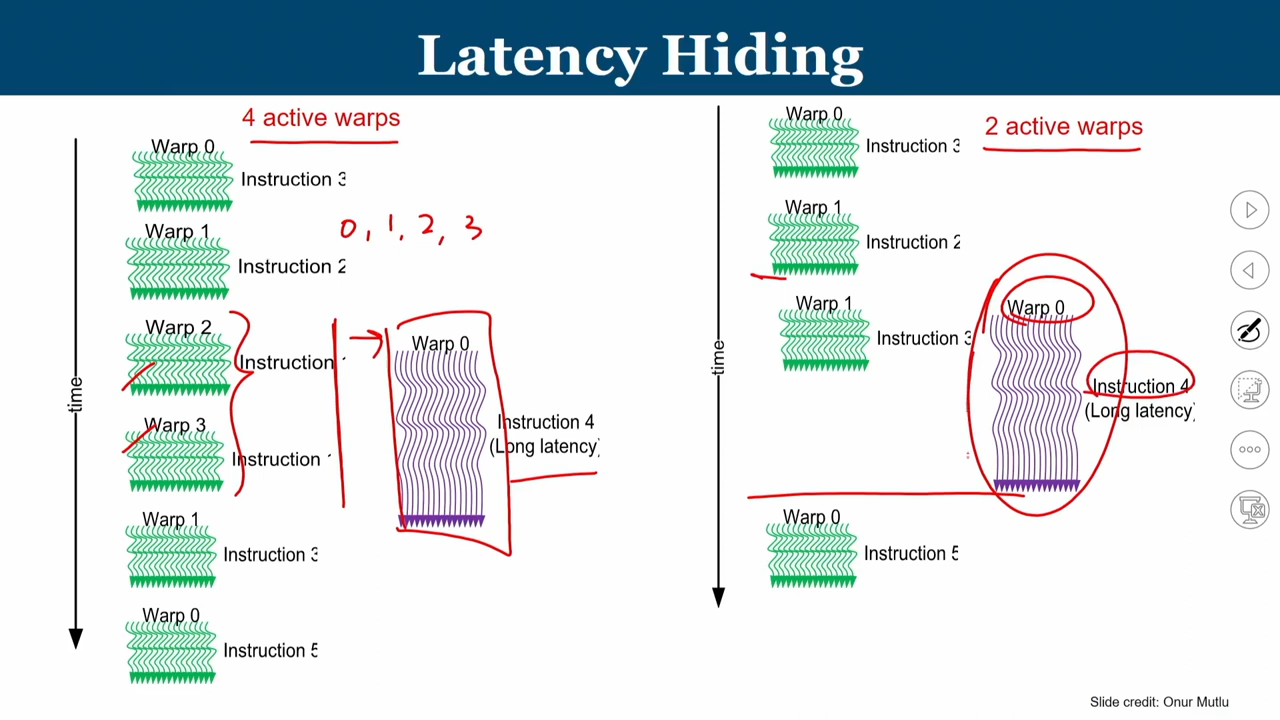 Latency Hiding
4 active warps
Warp 0
Instruction 3
0, 1, 2, 3
Warp 1
Instruction 2
Warp 2
Instruction
Warp 3
Instruction
Warp 0
Instruction 4
(Long latency)
Warp 1
Instruction 3
Warp 0
Instruction 5
time
2 active warps
Warp 0
Instruction 3
Warp 1
Instruction 2
Warp 1
Instruction 3
Warp 0
Instruction 4
(Long latency)
Warp 0
Instruction 5
time
Slide credit: Onur Mutlu